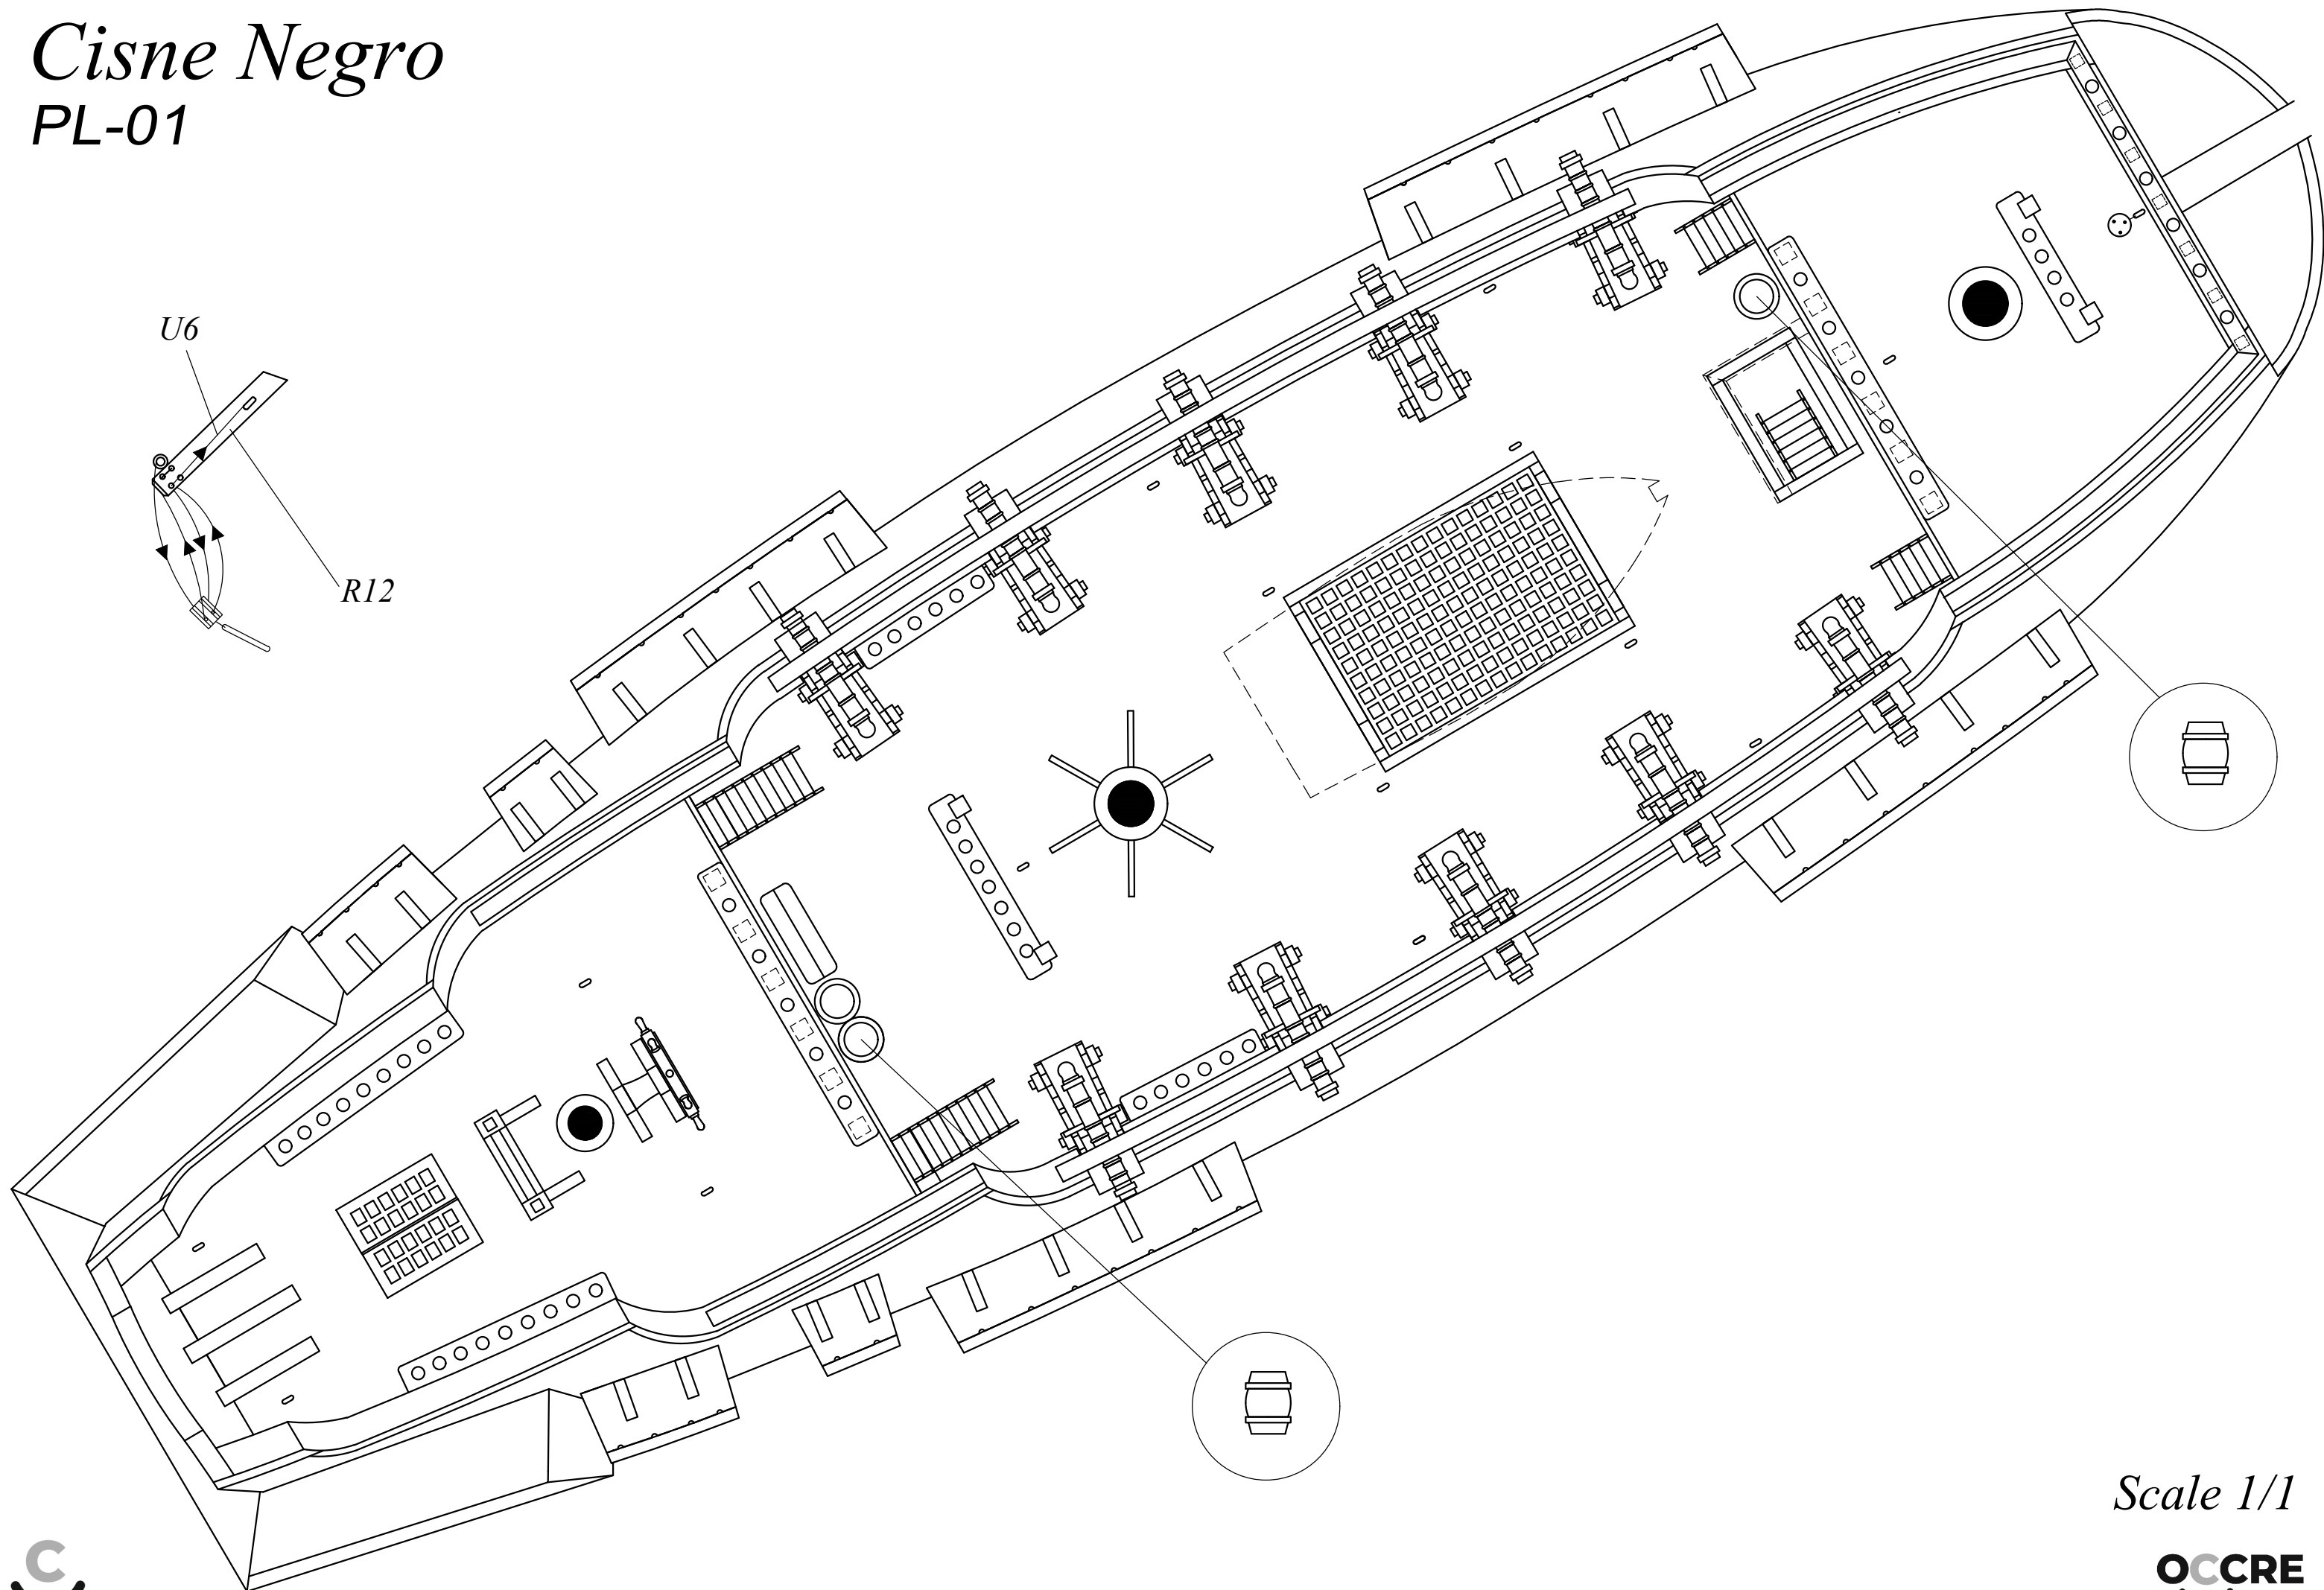 Cisne Negro
PL-01
U6
R12
Scale 1/1
C
OCCRE